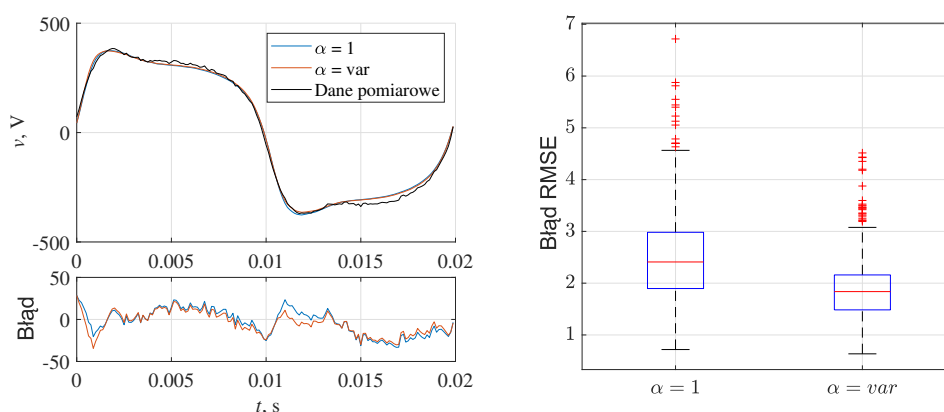 500
0
-500
v, V
α = 1
α = var
Dane pomiarowe
0
0.005
0.01
0.015
0.02
50
0
-50
Błąd
0
0.005
0.01
0.015
0.02
t, s
7
6
5
4
3
2
1
Błąd RMSE
α = 1
α = var